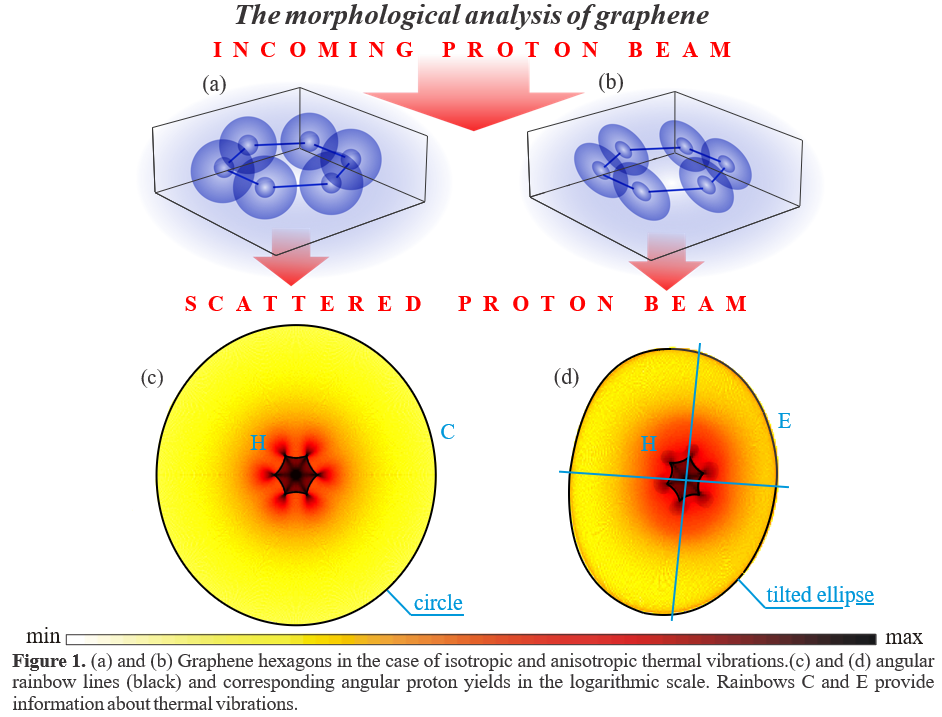 The morphological analysis of graphene
INCOMING PROTON BEAM
(a)
(b)
SCATTERED PROTON BEAM
(c)
H
C
circle
(d)
H
E
tilted ellipse
min
max
Figure 1. (a) and (b) Graphene hexagons in the case of isotropic and anisotropic thermal vibrations.(c) and (d) angular
rainbow lines (black) and corresponding angular proton yields in the logarithmic scale. Rainbows C and E provide
information about thermal vibrations.